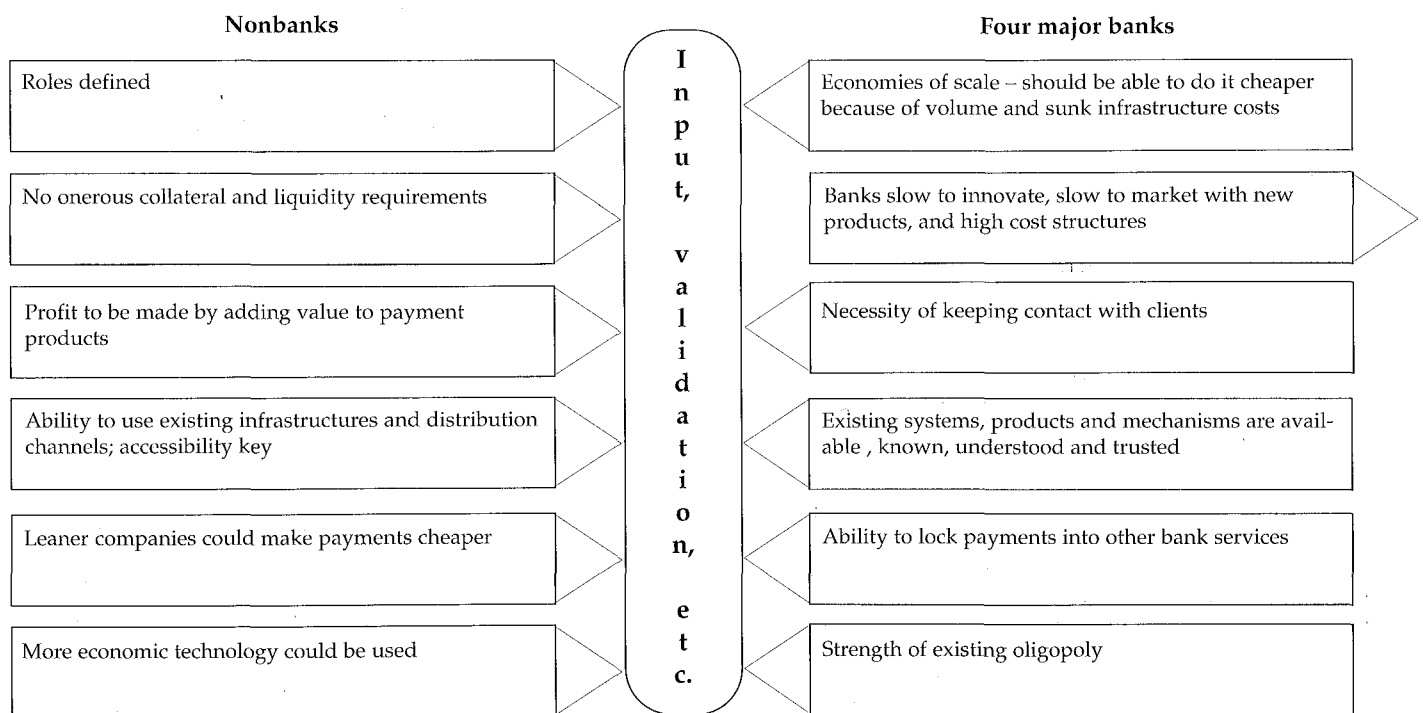 Nonbanks
Roles defined
No onerous collateral and liquidity requirements
Profit to be made by adding value to payment
products
Ability to use existing infrastructures and distribution
channels; accessibility key
Leaner companies could make payments cheaper
More economic technology could be used
Input, validation, etc.
Four major banks
Economies of scale – should be able to do it cheaper
because of volume and sunk infrastructure costs
Banks slow to innovate, slow to market with new
products, and high cost structures
Necessity of keeping contact with clients
Existing systems, products and mechanisms are avail-
able , known, understood and trusted
Ability to lock payments into other bank services
Strength of existing oligopoly